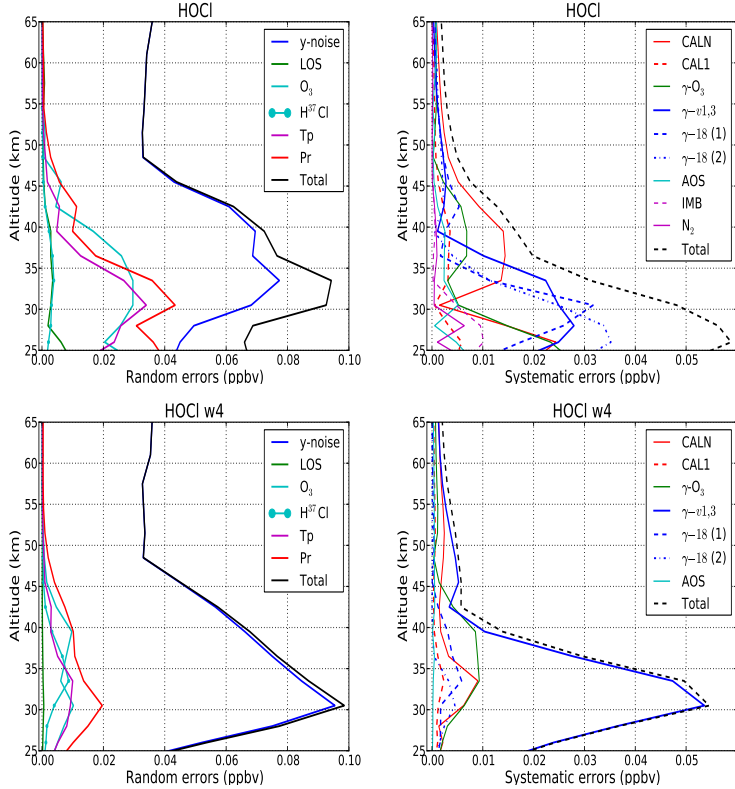 HOCl
65
60
55
50
45
40
35
30
25
Altitude (km)
0.00 0.02 0.04 0.06 0.08 0.10
Random errors (ppbv)
y-noise
LOS
O₃
H³⁷Cl
Tp
Pr
Total
HOCl
65
60
55
50
45
40
35
30
25
Altitude (km)
0.00 0.01 0.02 0.03 0.04 0.05
Systematic errors (ppbv)
CALN
CAL1
γ-O₃
γ−v1,3
γ−18 (1)
γ−18 (2)
AOS
IMB
N₂
Total
HOCl w4
65
60
55
50
45
40
35
30
25
Altitude (km)
0.00 0.02 0.04 0.06 0.08 0.10
Random errors (ppbv)
y-noise
LOS
O₃
H³⁷Cl
Tp
Pr
Total
HOCl w4
65
60
55
50
45
40
35
30
25
Altitude (km)
0.00 0.01 0.02 0.03 0.04 0.05
Systematic errors (ppbv)
CALN
CAL1
γ-O₃
γ−v1,3
γ−18 (1)
γ−18 (2)
AOS
Total